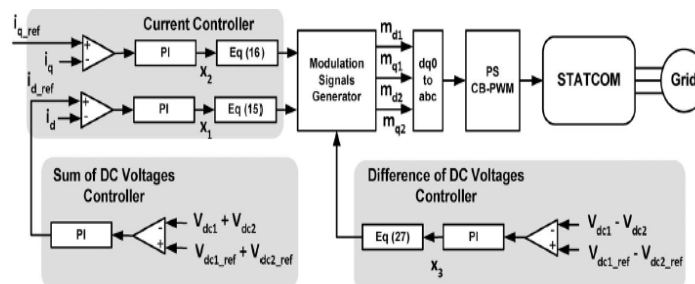 i_q_ref
Current Controller
+
-
i_q
PI
x_2
Eq (16)
i_d_ref
+
-
i_d
PI
x_1
Eq (15)
Modulation
Signals
Generator
m_d1
m_q1
m_d2
m_q2
dq0
to
abc
PS
CB-PWM
STATCOM
Grid
Sum of DC Voltages
Controller
PI
-
+
V_dc1 + V_dc2
V_dc1_ref + V_dc2_ref
Difference of DC Voltages
Controller
Eq (27)
x_3
PI
-
+
V_dc1 - V_dc2
V_dc1_ref - V_dc2_ref